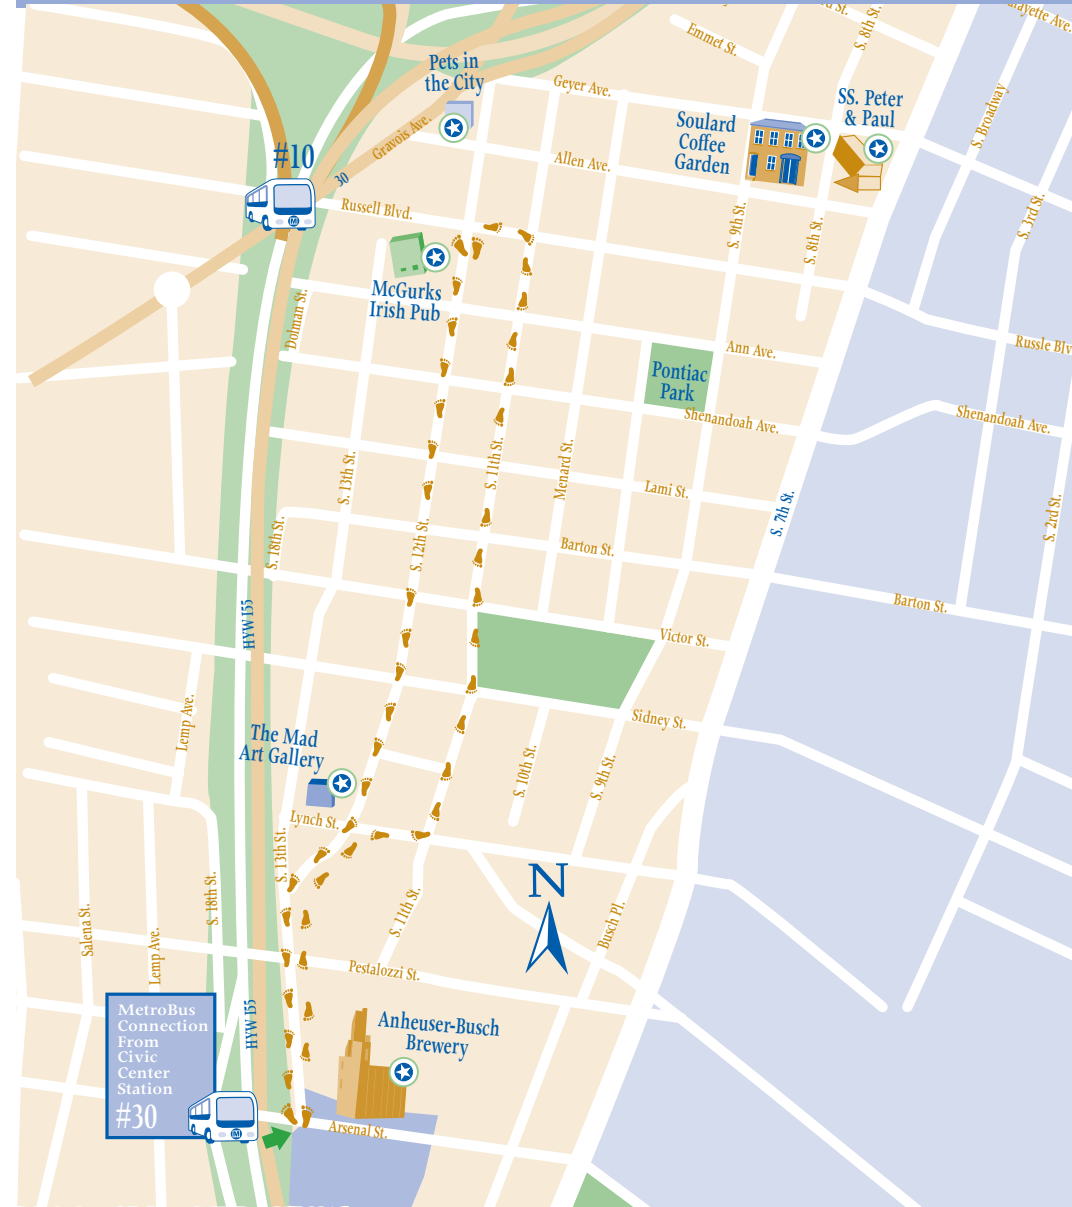 Lafayette Ave.
S. 8th St.
Emmet St.
Pets in
the City
Geyer Ave.
SS. Peter
& Paul
S. Broadway
Soulard
Coffee
Garden
Gravois Ave.
#10
30
Allen Ave.
Russell Blvd.
S. 9th St.
S. 8th St.
S. 3rd St.
McGurks
Irish Pub
Dolman St.
Ann Ave.
Russle Blv
Pontiac
Park
Shenandoah Ave.
Shenandoah Ave.
S. 11th St.
Menard St.
S. 13th St.
Lami St.
S. 7th St.
S. 2rd St.
S. 18th St.
S. 12th St.
Barton St.
Barton St.
HYW I55
Victor St.
Lemp Ave.
Sidney St.
The Mad
Art Gallery
S. 10th St.
S. 9th St.
Lynch St.
S. 13th St.
N
S. 18th St.
S. 11th St.
Busch Pl.
Salena St.
Lemp Ave.
Pestalozzi St.
HYW I55
MetroBus
Connection
From
Civic
Center
Station
#30
Anheuser-Busch
Brewery
Arsenal St.